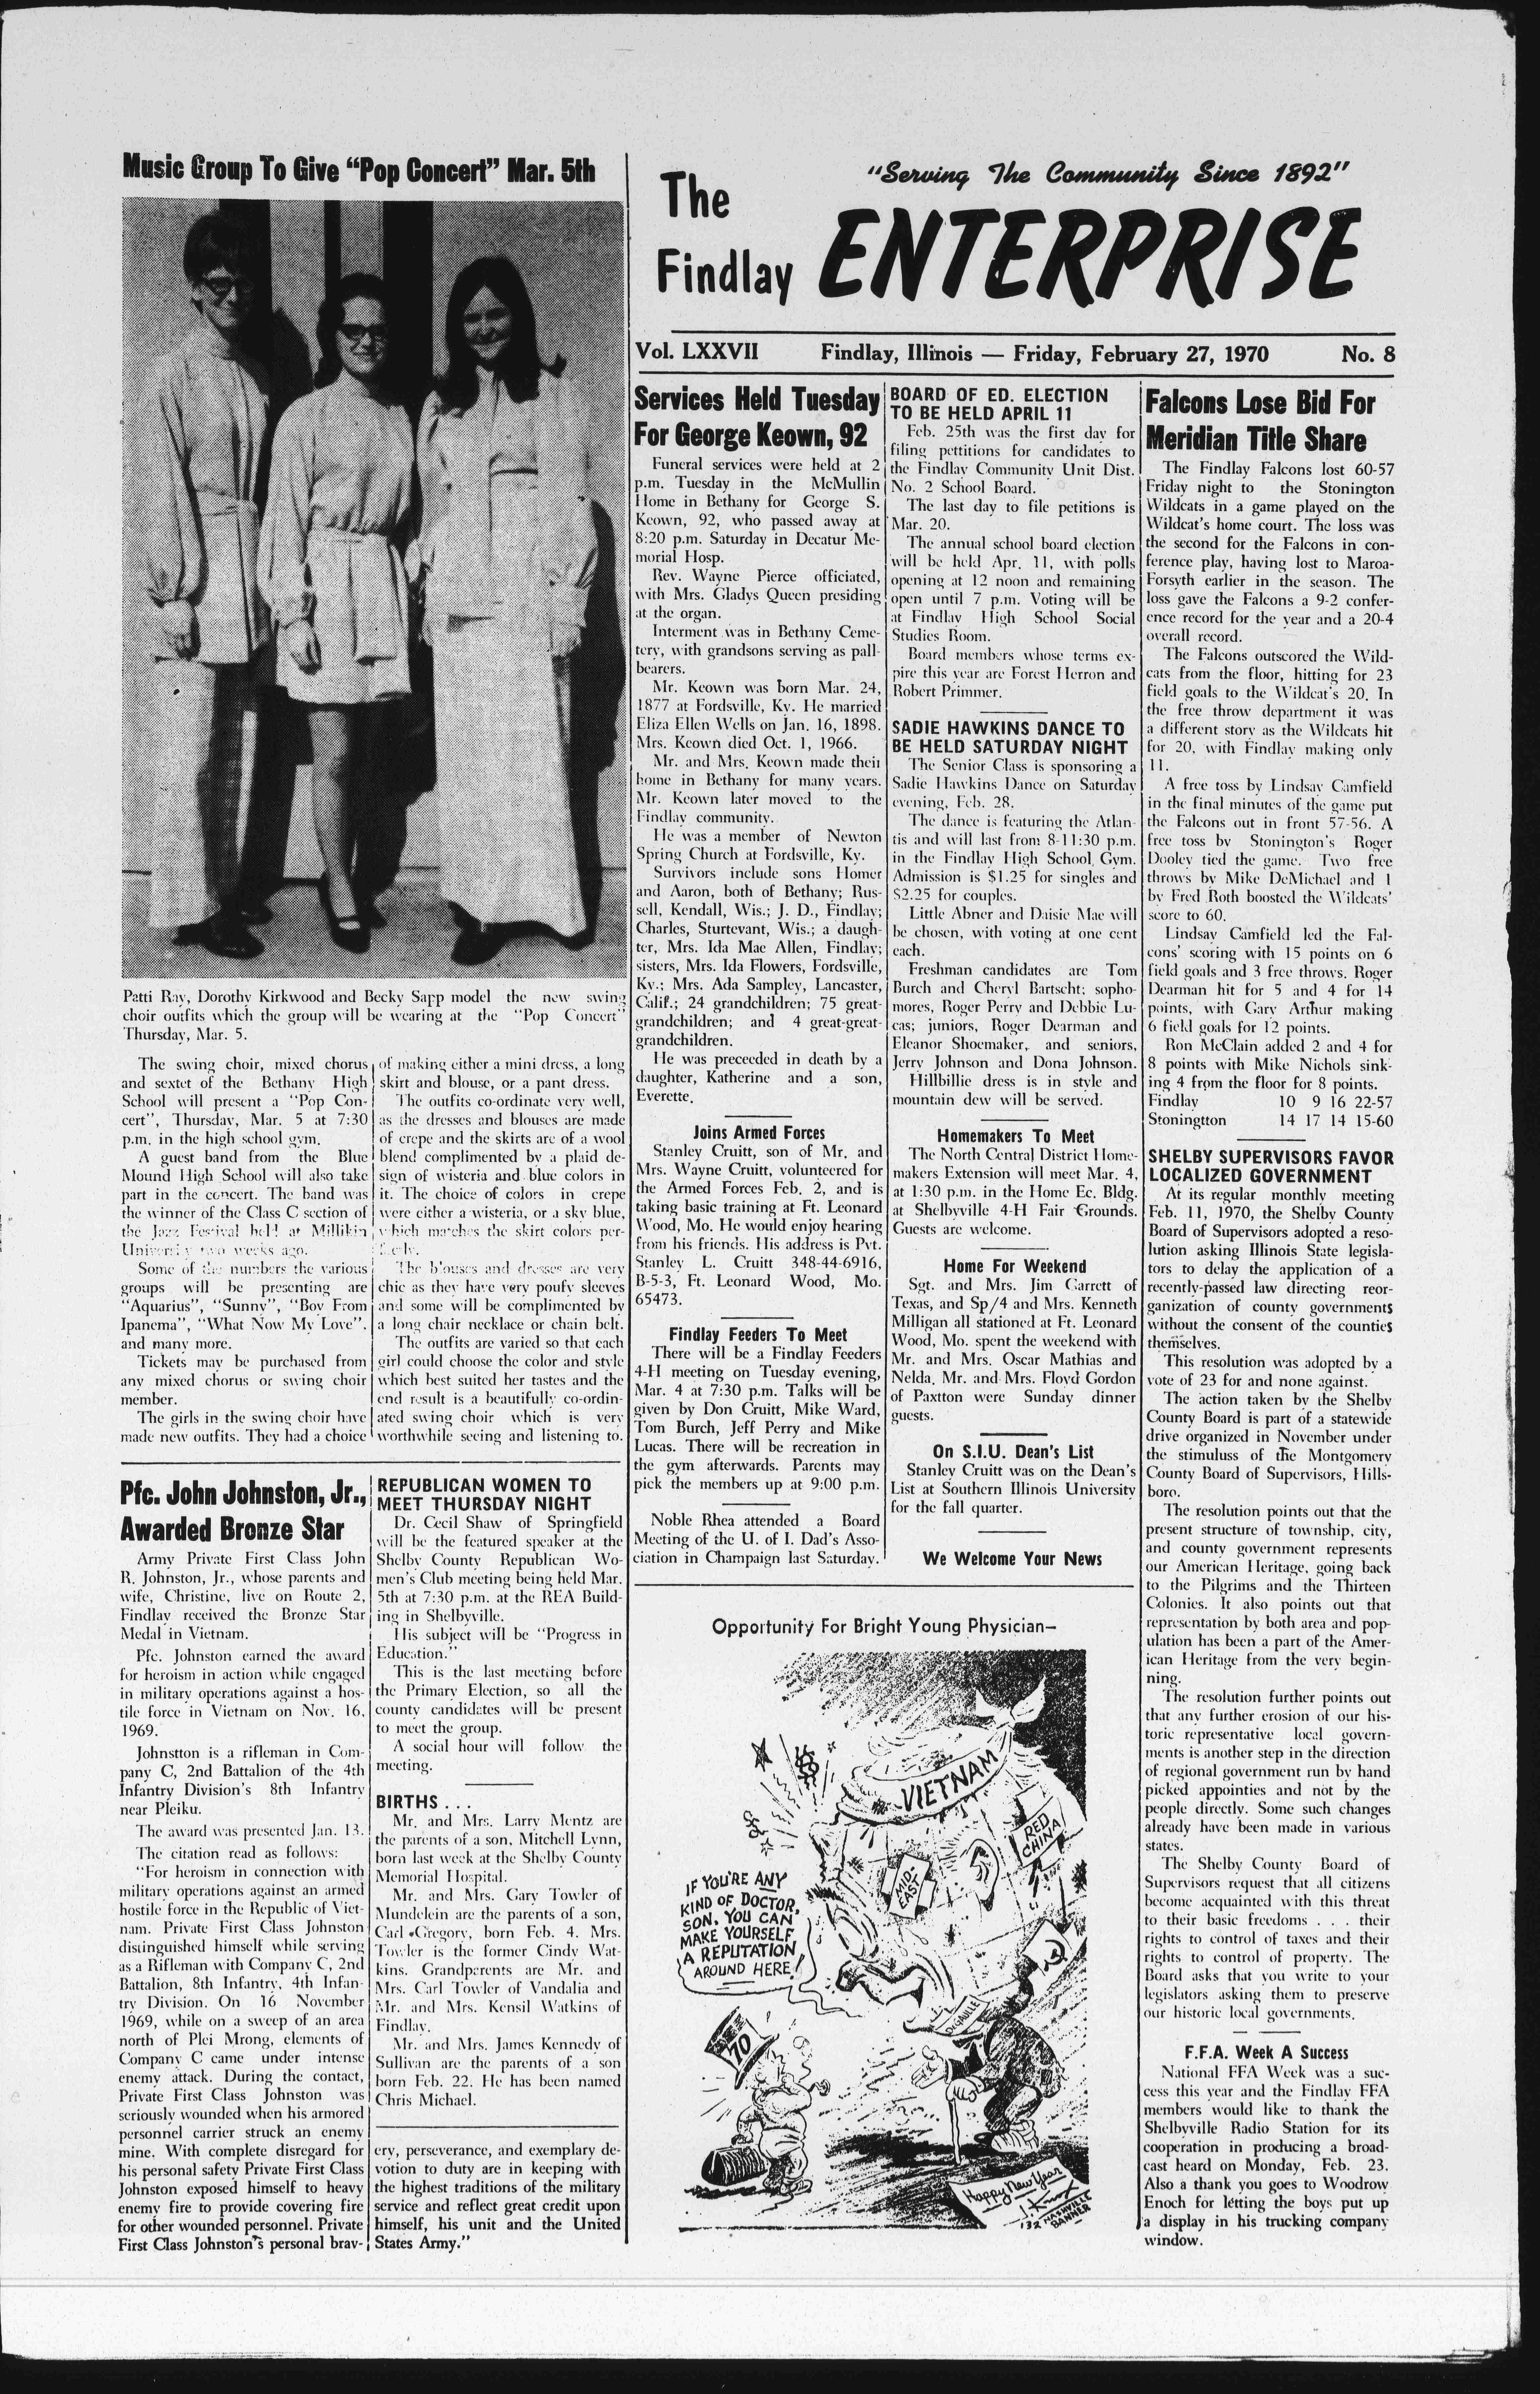 Music Group To Give "Pop Concert" Mar. 5th
Patti Ray, Dorothy Kirkwood and Becky Sapp model the new swing
choir outfits which the group will be wearing at the "Pop Concert"
Thursday, Mar. 5.
The swing choir, mixed chorus
and sextet of the Bethany High
School will present a "Pop Con-
cert", Thursday, Mar. 5 at 7:30
p.m. in the high school gym.
A guest band from the Blue
Mound High School will also take
part in the concert. The band was
the winner of the Class C section of
the Jazz Festival held at Millikin
University two weeks ago.
Some of the numbers the various
groups will be presenting are
"Aquarius", "Sunny", "Boy From
Ipanema", "What Now My Love",
and many more.
Tickets may be purchased from
any mixed chorus or swing choir
member.
The girls in the swing choir have
made new outfits. They had a choice
of making either a mini dress, a long
skirt and blouse, or a pant dress.
The outfits co-ordinate very well,
as the dresses and blouses are made
of crepe and the skirts are of a wool
blend complimented by a plaid de-
sign of wisteria and blue colors in
it. The choice of colors in crepe
were either a wisteria, or a sky blue,
which matches the skirt colors per-
fectly.
The blouses and dresses are very
chic as they have very poufy sleeves
and some will be complimented by
a long chair necklace or chain belt.
The outfits are varied so that each
girl could choose the color and style
which best suited her tastes and the
end result is a beautifully co-ordin-
ated swing choir which is very
worthwhile seeing and listening to.
Pfc. John Johnston, Jr.,
Awarded Bronze Star
Army Private First Class John
R. Johnston, Jr., whose parents and
wife, Christine, live on Route 2,
Findlay received the Bronze Star
Medal in Vietnam.
Pfc. Johnston earned the award
for heroism in action while engaged
in military operations against a hos-
tile force in Vietnam on Nov. 16,
1969.
Johnstton is a rifleman in Com-
pany C, 2nd Battalion of the 4th
Infantry Division's 8th Infantry
near Pleiku.
The award was presented Jan. 13.
The citation read as follows:
"For heroism in connection with
military operations against an armed
hostile force in the Republic of Viet-
nam. Private First Class Johnston
distinguished himself while serving
as a Rifleman with Company C, 2nd
Battalion, 8th Infantry, 4th Infan-
try Division. On 16 November
1969, while on a sweep of an area
north of Plei Mrong, elements of
Company C came under intense
enemy attack. During the contact,
Private First Class Johnston was
seriously wounded when his armored
personnel carrier struck an enemy
mine. With complete disregard for
his personal safety Private First Class
Johnston exposed himself to heavy
enemy fire to provide covering fire
for other wounded personnel. Private
First Class Johnston's personal brav-
ery, perseverance, and exemplary de-
votion to duty are in keeping with
the highest traditions of the military
service and reflect great credit upon
himself, his unit and the United
States Army."
REPUBLICAN WOMEN TO
MEET THURSDAY NIGHT
Dr. Cecil Shaw of Springfield
will be the featured speaker at the
Shelby County Republican Wo-
men's Club meeting being held Mar.
5th at 7:30 p.m. at the REA Build-
ing in Shelbyville.
His subject will be "Progress in
Education."
This is the last meeting before
the Primary Election, so all the
county candidates will be present
to meet the group.
A social hour will follow the
meeting.
BIRTHS . . .
Mr. and Mrs. Larry Mentz are
the parents of a son, Mitchell Lynn,
born last week at the Shelby County
Memorial Hospital.
Mr. and Mrs. Gary Towler of
Mundelein are the parents of a son,
Carl Gregory, born Feb. 4. Mrs.
Towler is the former Cindy Wat-
kins. Grandperents are Mr. and
Mrs. Carl Towler of Vandalia and
Mr. and Mrs. Kensil Watkins of
Findlay.
Mr. and Mrs. James Kennedy of
Sullivan are the parents of a son
born Feb. 22. He has been named
Chris Michael.
"Serving The Community Since 1892"
The
Findlay ENTERPRISE
Vol. LXXVII Findlay, Illinois — Friday, February 27, 1970 No. 8
Services Held Tuesday
For George Keown, 92
Funeral services were held at 2
p.m. Tuesday in the McMullin
Home in Bethany for George S.
Keown, 92, who passed away at
8:20 p.m. Saturday in Decatur Me-
morial Hosp.
Rev. Wayne Pierce officiated,
with Mrs. Gladys Queen presiding
at the organ.
Interment was in Bethany Ceme-
tery, with grandsons serving as pall-
bearers.
Mr. Keown was born Mar. 24,
1877 at Fordsville, Ky. He married
Eliza Ellen Wells on Jan. 16, 1898.
Mrs. Keown died Oct. 1, 1966.
Mr. and Mrs. Keown made their
home in Bethany for many years.
Mr. Keown later moved to the
Findlay community.
He was a member of Newton
Spring Church at Fordsville, Ky.
Survivors include sons Homer
and Aaron, both of Bethany; Rus-
sell, Kendall, Wis.; J. D., Findlay;
Charles, Sturtevant, Wis.; a daugh-
ter, Mrs. Ida Mae Allen, Findlay;
sisters, Mrs. Ida Flowers, Fordsville,
Ky.; Mrs. Ada Sampley, Lancaster,
Calif.; 24 grandchildren; 75 great-
grandchildren; and 4 great-great-
grandchildren.
He was preceeded in death by a
daughter, Katherine and a son,
Everette.
Joins Armed Forces
Stanley Cruitt, son of Mr. and
Mrs. Wayne Cruitt, volunteered for
the Armed Forces Feb. 2, and is
taking basic training at Ft. Leonard
Wood, Mo. He would enjoy hearing
from his friends. His address is Pvt.
Stanley L. Cruitt 348-44-6916,
B-5-3, Ft. Leonard Wood, Mo.
65473.
Findlay Feeders To Meet
There will be a Findlay Feeders
4-H meeting on Tuesday evening,
Mar. 4 at 7:30 p.m. Talks will be
given by Don Cruitt, Mike Ward,
Tom Burch, Jeff Perry and Mike
Lucas. There will be recreation in
the gym afterwards. Parents may
pick the members up at 9:00 p.m.
Noble Rhea attended a Board
Meeting of the U. of I. Dad's Asso-
ciation in Champaign last Saturday.
BOARD OF ED. ELECTION
TO BE HELD APRIL 11
Feb. 25th was the first day for
filing pettitions for candidates to
the Findlay Community Unit Dist.
No. 2 School Board.
The last day to file petitions is
Mar. 20.
The annual school board election
will be held Apr. 11, with polls
opening at 12 noon and remaining
open until 7 p.m. Voting will be
at Findlay High School Social
Studies Room.
Board members whose terms ex-
pire this year are Forest Herron and
Robert Primmer.
SADIE HAWKINS DANCE TO
BE HELD SATURDAY NIGHT
The Senior Class is sponsoring a
Sadie Hawkins Dance on Saturday
evening, Feb. 28.
The dance is featuring the Atlan-
tis and will last from 8-11:30 p.m.
in the Findlay High School Gym.
Admission is $1.25 for singles and
$2.25 for couples.
Little Abner and Daisie Mae will
be chosen, with voting at one cent
each.
Freshman candidates are Tom
Burch and Cheryl Bartscht; sopho-
mores, Roger Perry and Debbie Lu-
cas; juniors, Roger Dearman and
Eleanor Shoemaker, and seniors,
Jerry Johnson and Dona Johnson.
Hillbillie dress is in style and
mountain dew will be served.
Homemakers To Meet
The North Central District Home-
makers Extension will meet Mar. 4,
at 1:30 p.m. in the Home Ec. Bldg.
at Shelbyville 4-H Fair Grounds.
Guests are welcome.
Home For Weekend
Sgt. and Mrs. Jim Garrett of
Texas, and Sp/4 and Mrs. Kenneth
Milligan all stationed at Ft. Leonard
Wood, Mo. spent the weekend with
Mr. and Mrs. Oscar Mathias and
Nelda. Mr. and Mrs. Floyd Gordon
of Paxtton were Sunday dinner
guests.
On S.I.U. Dean's List
Stanley Cruitt was on the Dean's
List at Southern Illinois University
for the fall quarter.
We Welcome Your News
Opportunity For Bright Young Physician—
VIETNAM
RED
CHINA
MID-
EAST
IF YOU'RE ANY
KIND OF DOCTOR,
SON, YOU CAN
MAKE YOURSELF
A REPUTATION
AROUND HERE!
DEGAULLE
70
Happy New Year
NASHVILLE
BANNER
Falcons Lose Bid For
Meridian Title Share
The Findlay Falcons lost 60-57
Friday night to the Stonington
Wildcats in a game played on the
Wildcat's home court. The loss was
the second for the Falcons in con-
ference play, having lost to Maroa-
Forsyth earlier in the season. The
loss gave the Falcons a 9-2 confer-
ence record for the year and a 20-4
overall record.
The Falcons outscored the Wild-
cats from the floor, hitting for 23
field goals to the Wildcat's 20. In
the free throw department it was
a different story as the Wildcats hit
for 20, with Findlay making only
11.
A free toss by Lindsay Camfield
in the final minutes of the game put
the Falcons out in front 57-56. A
free toss by Stonington's Roger
Dooley tied the game. Two free
throws by Mike DeMichael and 1
by Fred Roth boosted the Wildcats'
score to 60.
Lindsay Camfield led the Fal-
cons' scoring with 15 points on 6
field goals and 3 free throws. Roger
Dearman hit for 5 and 4 for 14
points, with Gary Arthur making
6 field goals for 12 points.
Ron McClain added 2 and 4 for
8 points with Mike Nichols sink-
ing 4 from the floor for 8 points.
Findlay 10 9 16 22-57
Stonington 14 17 14 15-60
SHELBY SUPERVISORS FAVOR
LOCALIZED GOVERNMENT
At its regular monthly meeting
Feb. 11, 1970, the Shelby County
Board of Supervisors adopted a reso-
lution asking Illinois State legisla-
tors to delay the application of a
recently-passed law directing reor-
ganization of county governments
without the consent of the counties
themselves.
This resolution was adopted by a
vote of 23 for and none against.
The action taken by the Shelby
County Board is part of a statewide
drive organized in November under
the stimuluss of the Montgomery
County Board of Supervisors, Hills-
boro.
The resolution points out that the
present structure of township, city,
and county government represents
our American Heritage, going back
to the Pilgrims and the Thirteen
Colonies. It also points out that
representation by both area and pop-
ulation has been a part of the Amer-
ican Heritage from the very begin-
ning.
The resolution further points out
that any further erosion of our his-
toric representative local govern-
ments is another step in the direction
of regional government run by hand
picked appointies and not by the
people directly. Some such changes
already have been made in various
states.
The Shelby County Board of
Supervisors request that all citizens
become acquainted with this threat
to their basic freedoms . . . their
rights to control of taxes and their
rights to control of property. The
Board asks that you write to your
legislators asking them to preserve
our historic local governments.
F.F.A. Week A Success
National FFA Week was a suc-
cess this year and the Findlay FFA
members would like to thank the
Shelbyville Radio Station for its
cooperation in producing a broad-
cast heard on Monday, Feb. 23.
Also a thank you goes to Woodrow
Enoch for letting the boys put up
a display in his trucking company
window.